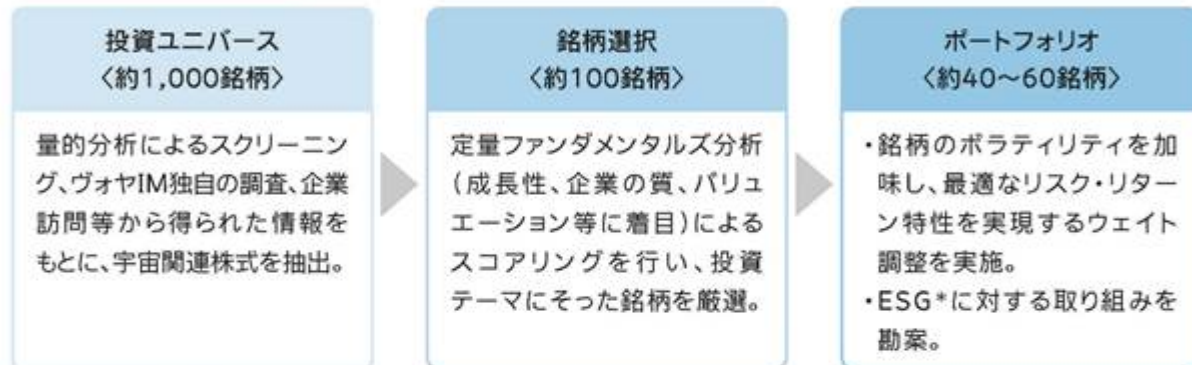 投資ユニバース
〈約1,000銘柄〉
量的分析によるスクリーニン
グ、ヴォヤIM独自の調査、企業
訪問等から得られた情報を
もとに、宇宙関連株式を抽出。
銘柄選択
〈約100銘柄〉
定量ファンダメンタルズ分析
(成長性、企業の質、バリュ
エーション等に着目)による
スコアリングを行い、投資
テーマにそった銘柄を厳選。
ポートフォリオ
〈約40～60銘柄〉
・銘柄のボラティリティを加
味し、最適なリスク・リター
ン特性を実現するウェイト
調整を実施。
・ESG*に対する取り組みを
勘案。